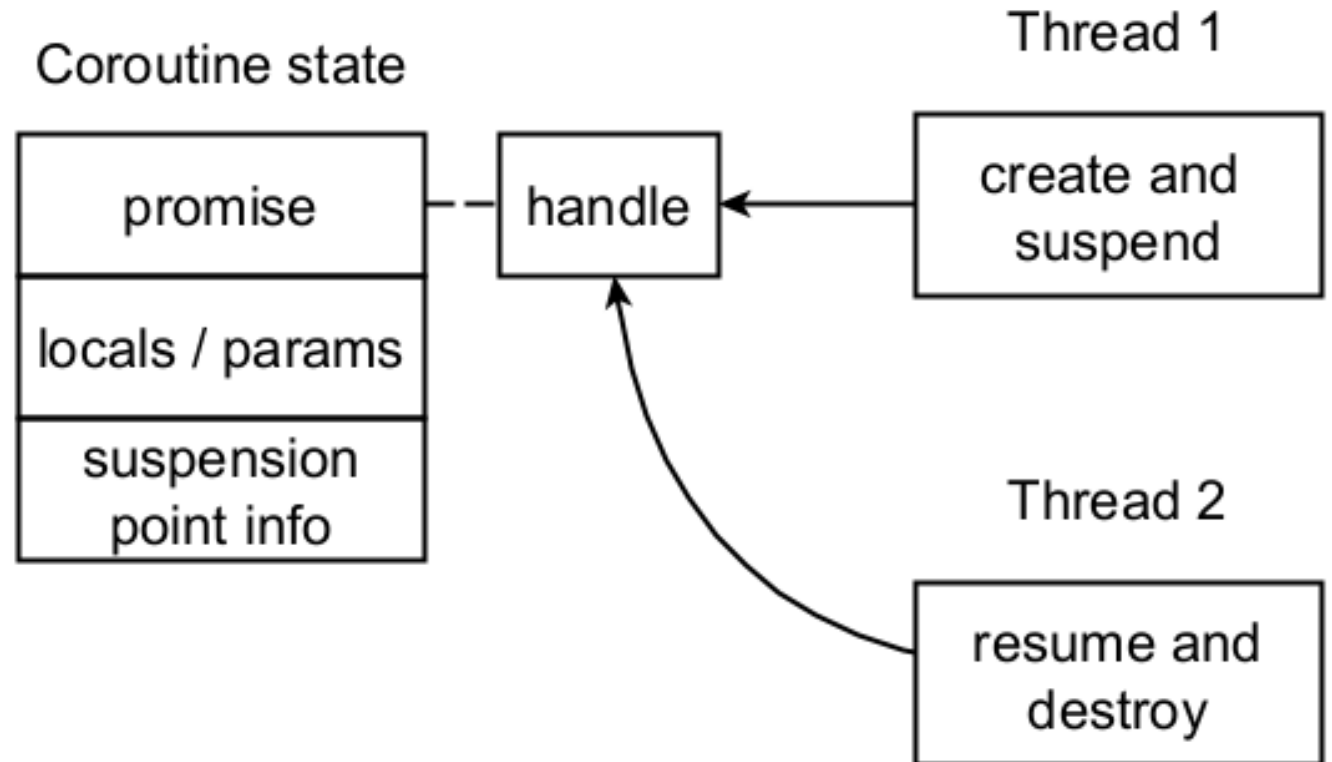 Coroutine state
promise
locals / params
suspension
point info
handle
Thread 1
create and
suspend
Thread 2
resume and
destroy